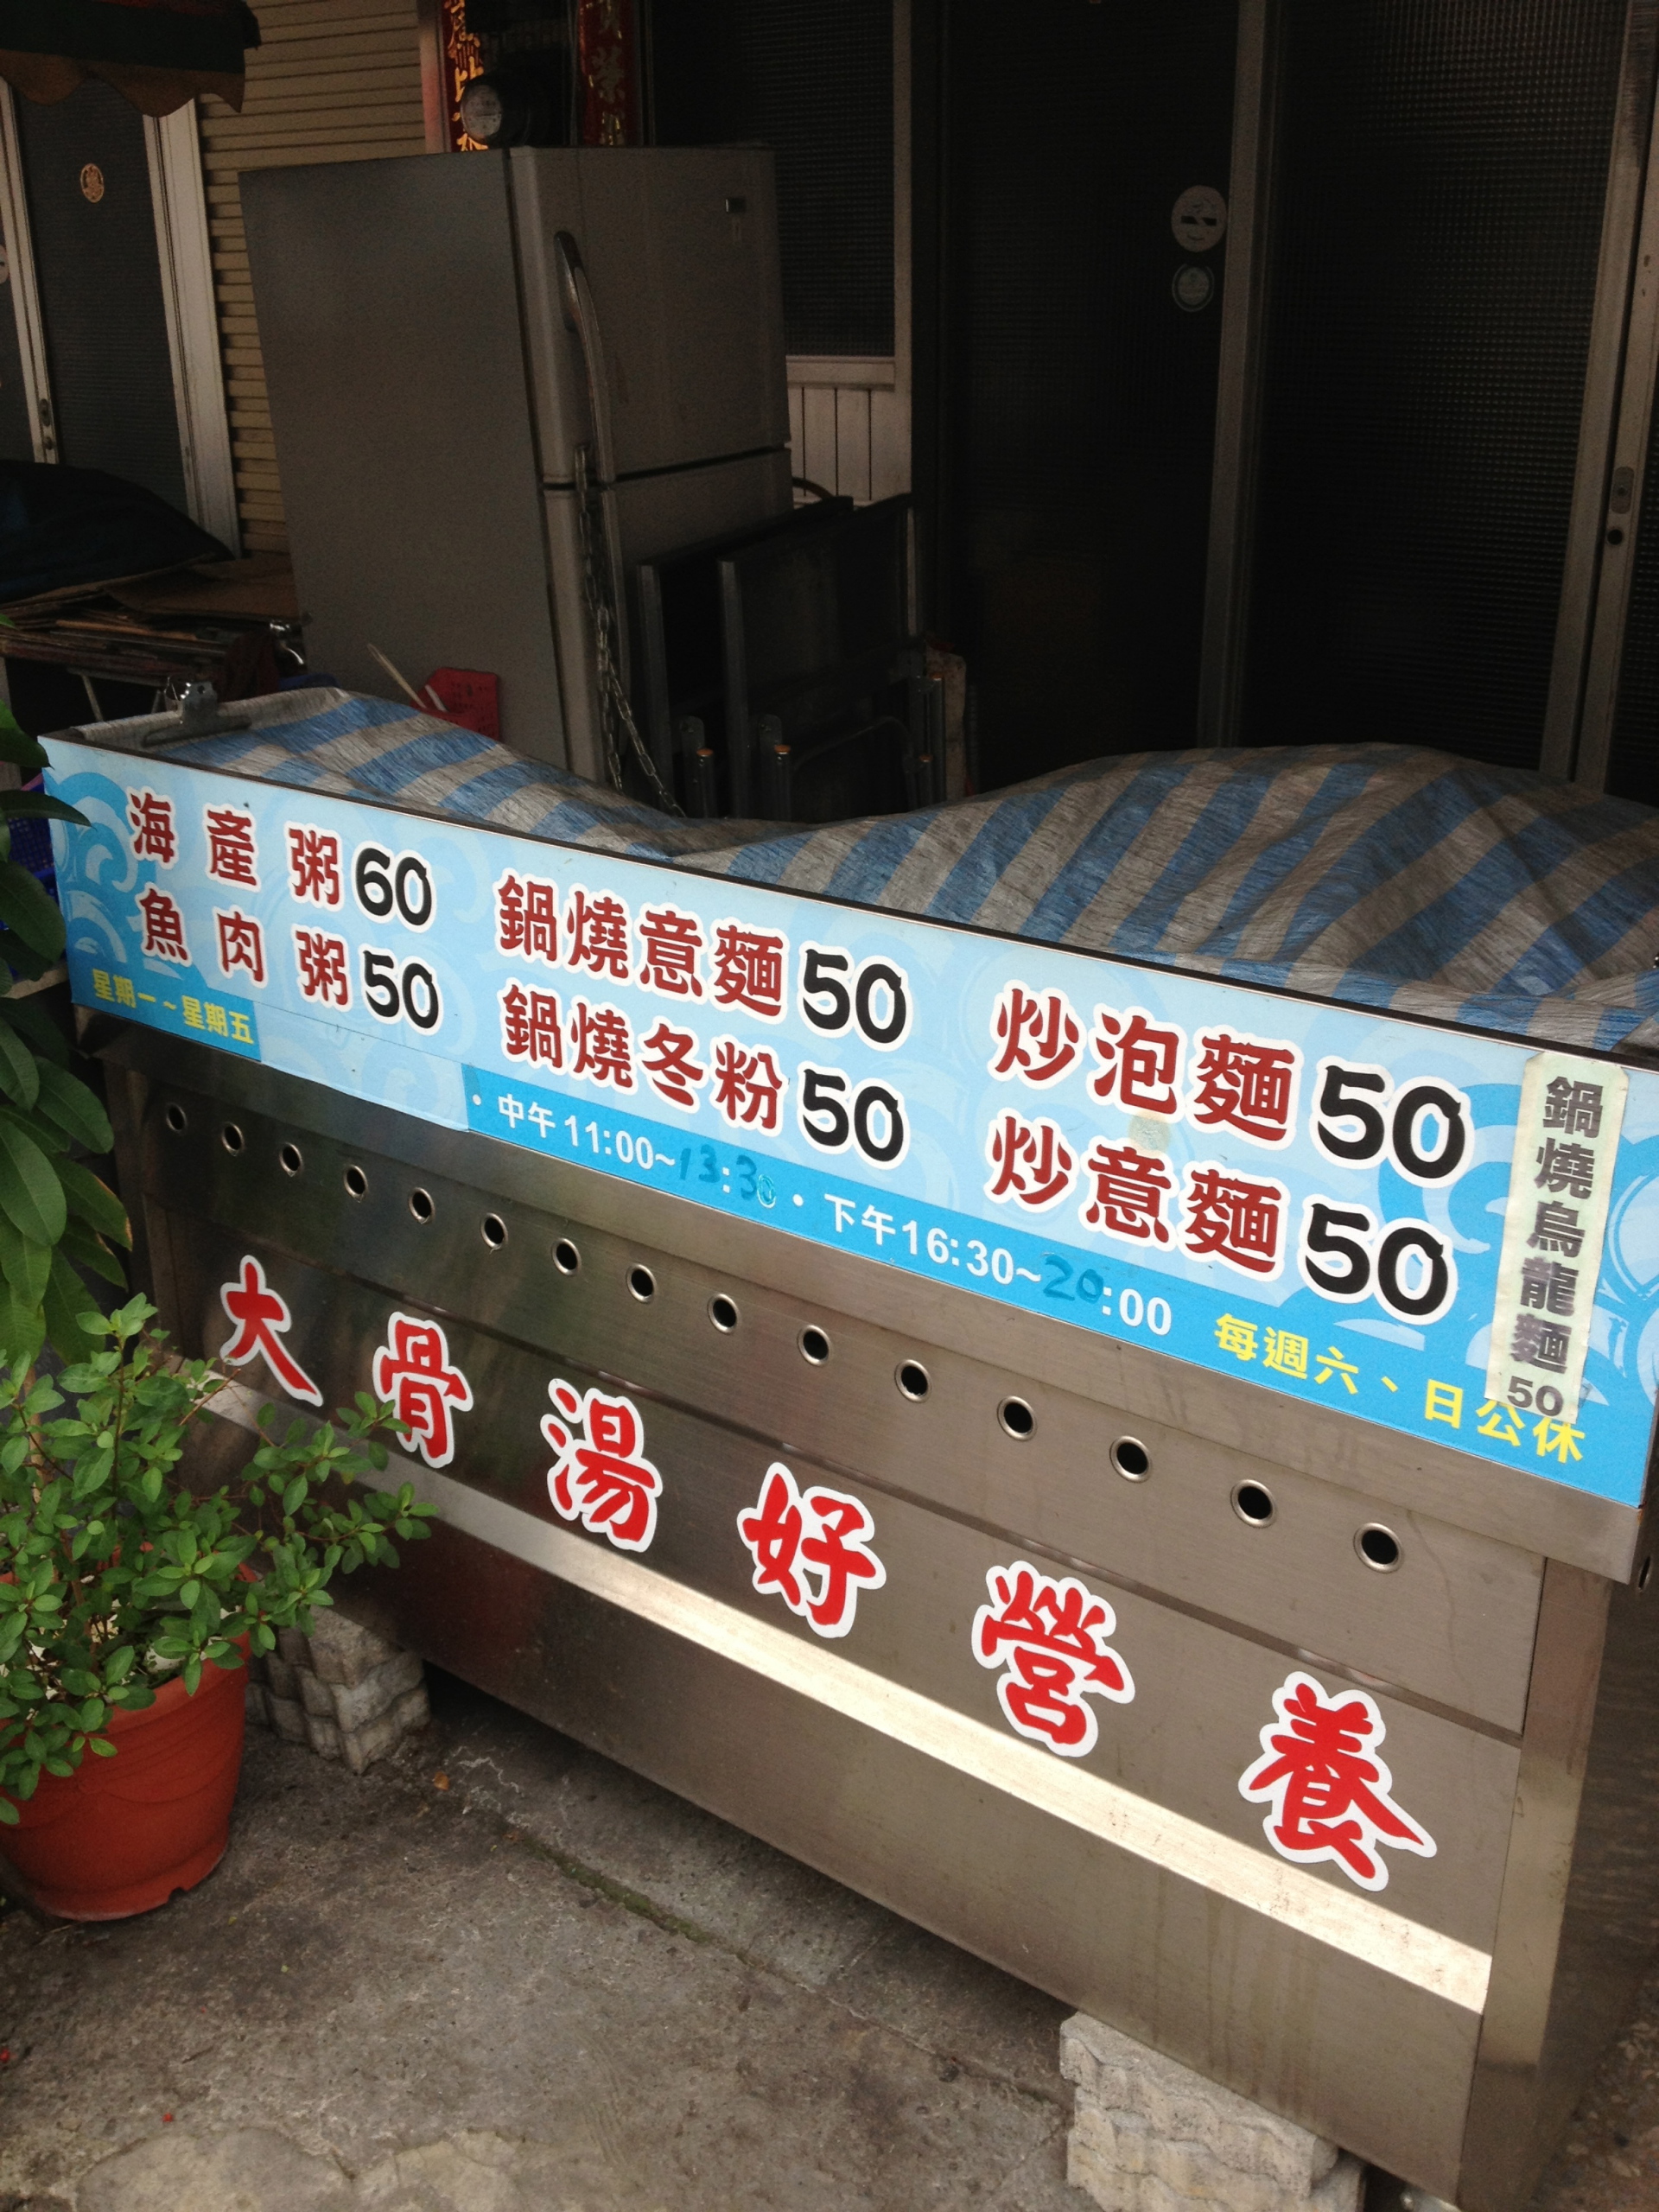 海產粥60
魚肉粥50
鍋燒意麵50
鍋燒冬粉50
炒泡麵50
炒意麵50
鍋燒烏龍麵50
星期一~星期五
・中午11:00~13:30・下午16:30~20:00
每週六、日公休
大骨湯好營養